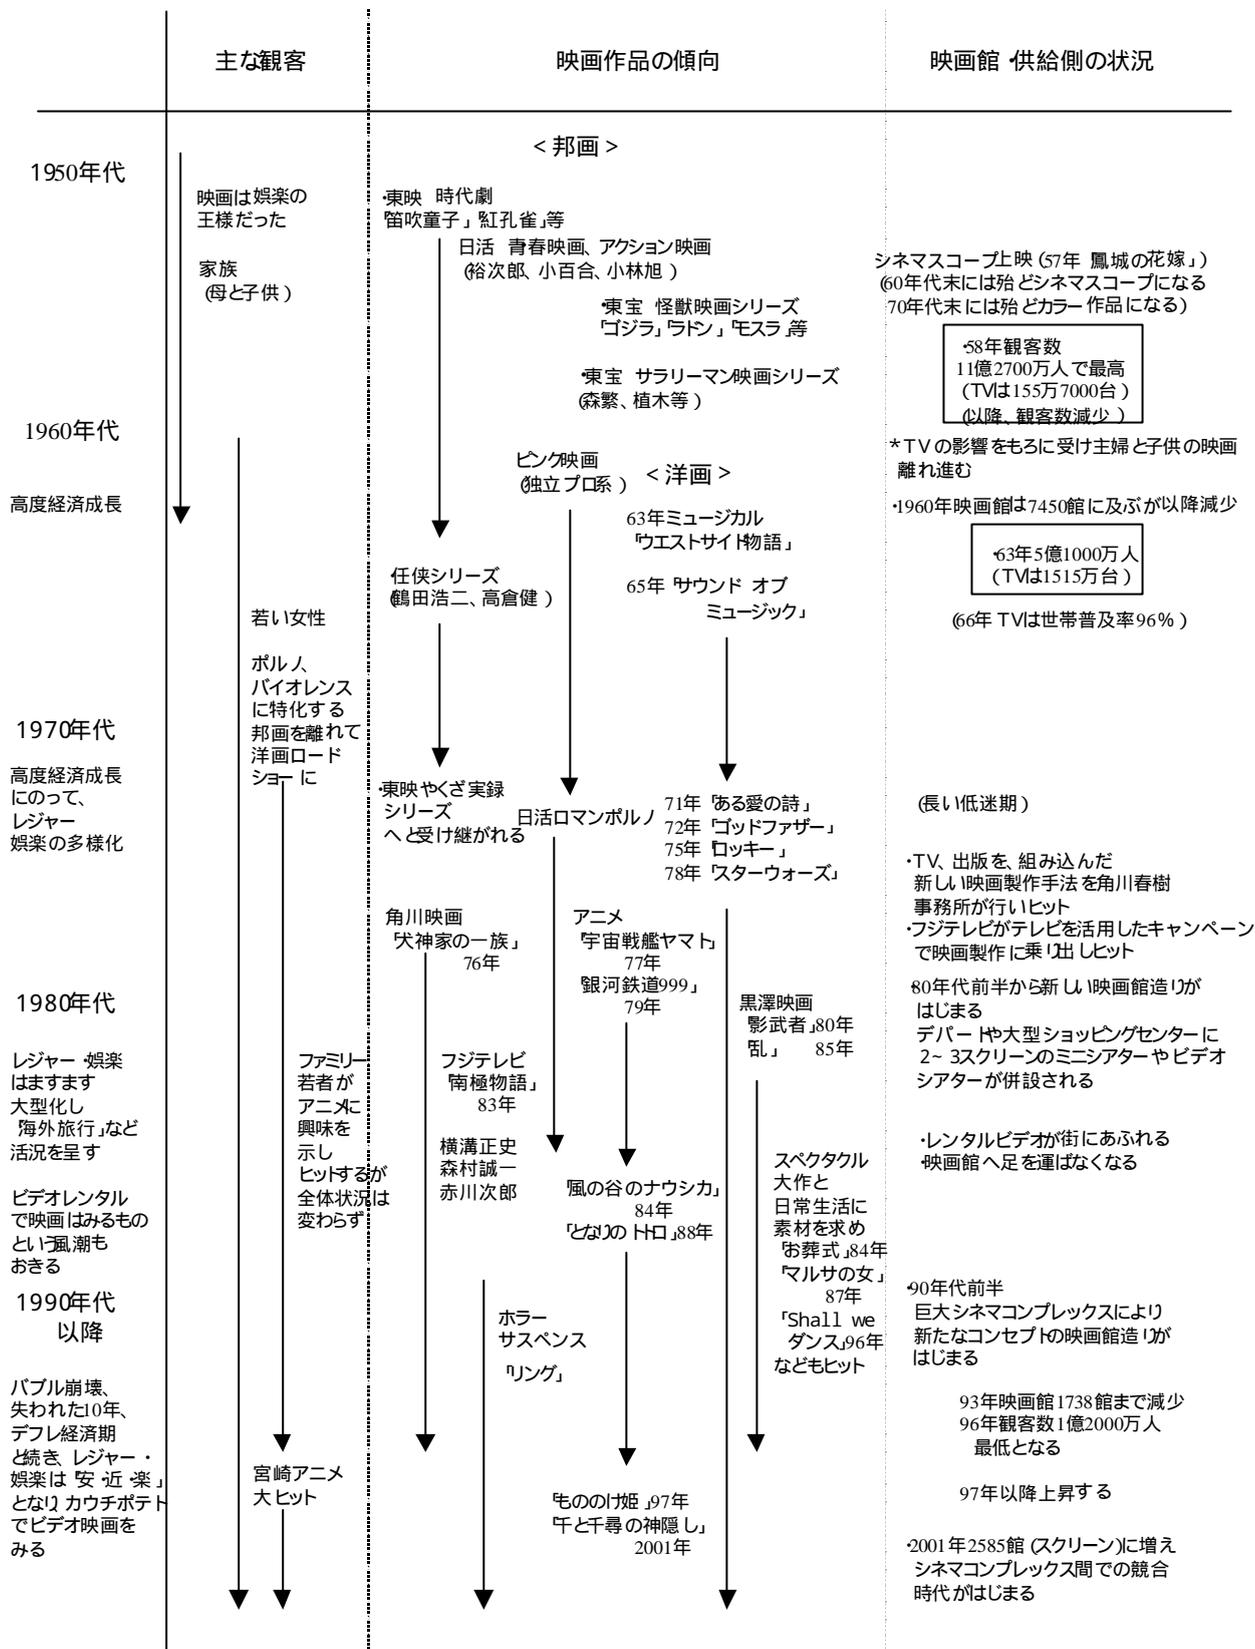 主な観客
映画作品の傾向
映画館・供給側の状況
1950年代
1960年代
高度経済成長
1970年代
高度経済成長
にのって、
レジャー
娯楽の多様化
1980年代
レジャー・娯楽
はますます
大型化し
「海外旅行」など
活況を呈す
ビデオレンタル
で映画はみるもの
という風潮も
おきる
1990年代
以降
バブル崩壊、
失われた10年、
デフレ経済期
と続き、レジャー・
娯楽は「安・近・楽」
となり、カウチポテト
でビデオ映画を
みる
映画は娯楽の
王様だった
家族
(母と子供)
若い女性
ポルノ、
バイオレンス
に特化する
邦画を離れて
洋画ロード
ショーに
ファミリー
若者が
アニメに
興味を
示し
ヒットするが
全体状況は
変わらず
宮崎アニメ
大ヒット
<邦画>
・東映 時代劇
「笛吹童子」「紅孔雀」等
日活 青春映画、アクション映画
(裕次郎、小百合、小林旭)
・東宝 怪獣映画シリーズ
「ゴジラ」「ラドン」「モスラ」等
・東宝 サラリーマン映画シリーズ
(森繁、植木等)
ピンク映画
(独立プロ系)
<洋画>
63年ミュージカル
「ウエストサイド物語」
65年「サウンド オブ
ミュージック」
任侠シリーズ
(鶴田浩二、高倉健)
・東映やくざ実録
シリーズ
へと受け継がれる
日活ロマンポルノ
71年「ある愛の詩」
72年「ゴッドファザー」
75年「ロッキー」
78年「スターウォーズ」
角川映画
「犬神家の一族」
76年
アニメ
「宇宙戦艦ヤマト」
77年
「銀河鉄道999」
79年
黒澤映画
「影武者」80年
「乱」 85年
フジテレビ
「南極物語」
83年
横溝正史
森村誠一
赤川次郎
「風の谷のナウシカ」
84年
「となりのトトロ」88年
スペクタクル
大作と
日常生活に
素材を求め
「お葬式」84年
「マルサの女」
87年
「Shall we
ダンス」96年
などもヒット
ホラー
サスペンス
「リング」
「もののけ姫」97年
「千と千尋の神隠し」
2001年
シネマスコープ上映(57年「鳳城の花嫁」)
(60年代末には殆どシネマスコープになる
70年代末には殆どカラー作品になる)
・58年観客数
11億2700万人で最高
(TVは155万7000台)
(以降、観客数減少)
*TVの影響をもろに受け主婦と子供の映画
離れ進む
・1960年映画館は7450館に及ぶが以降減少
・63年5億1000万人
(TVは1515万台)
(66年TVは世帯普及率96%)
(長い低迷期)
・TV、出版を、組み込んだ
新しい映画製作手法を角川春樹
事務所が行いヒット
・フジテレビがテレビを活用したキャンペーン
で映画製作に乗り出しヒット
・80年代前半から新しい映画館造りが
はじまる
デパートや大型ショッピングセンターに
2~3スクリーンのミニシアターやビデオ
シアターが併設される
・レンタルビデオが街にあふれる
・映画館へ足を運ばなくなる
・90年代前半
巨大シネマコンプレックスにより
新たなコンセプトの映画館造りが
はじまる
93年映画館1738館まで減少
96年観客数1億2000万人
最低となる
97年以降上昇する
・2001年2585館(スクリーン)に増え
シネマコンプレックス間での競合
時代がはじまる